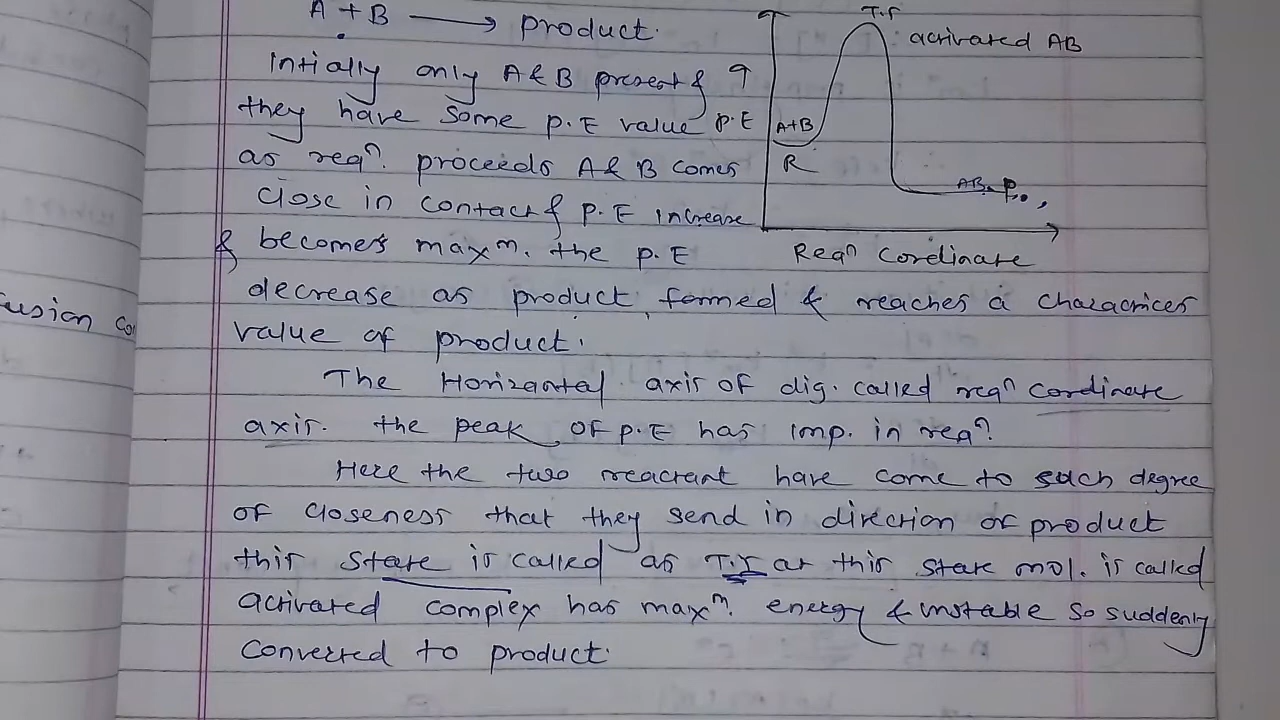 A + B → product.
T.S
activated AB
Intially only A & B present &
they have some P.E value
P.E
A+B
R
as reaⁿ. proceeds A & B comes
AB. P
close in contact & P.E increase
& becomes maxᵐ. the P.E
Reaⁿ cordinate
decrease as product formed & reaches a
value of product.
usion co
The Horizantal axis of dig. called reaⁿ cordinate
axis. the peak of P.E has imp. in reaⁿ.
Here the two reactant have come to such degree
of closeness that they send in direction of product
this state is called as T.S at this state mol. is called
activated complex has maxᵐ. energy & unstable so suddenly
converted to product.